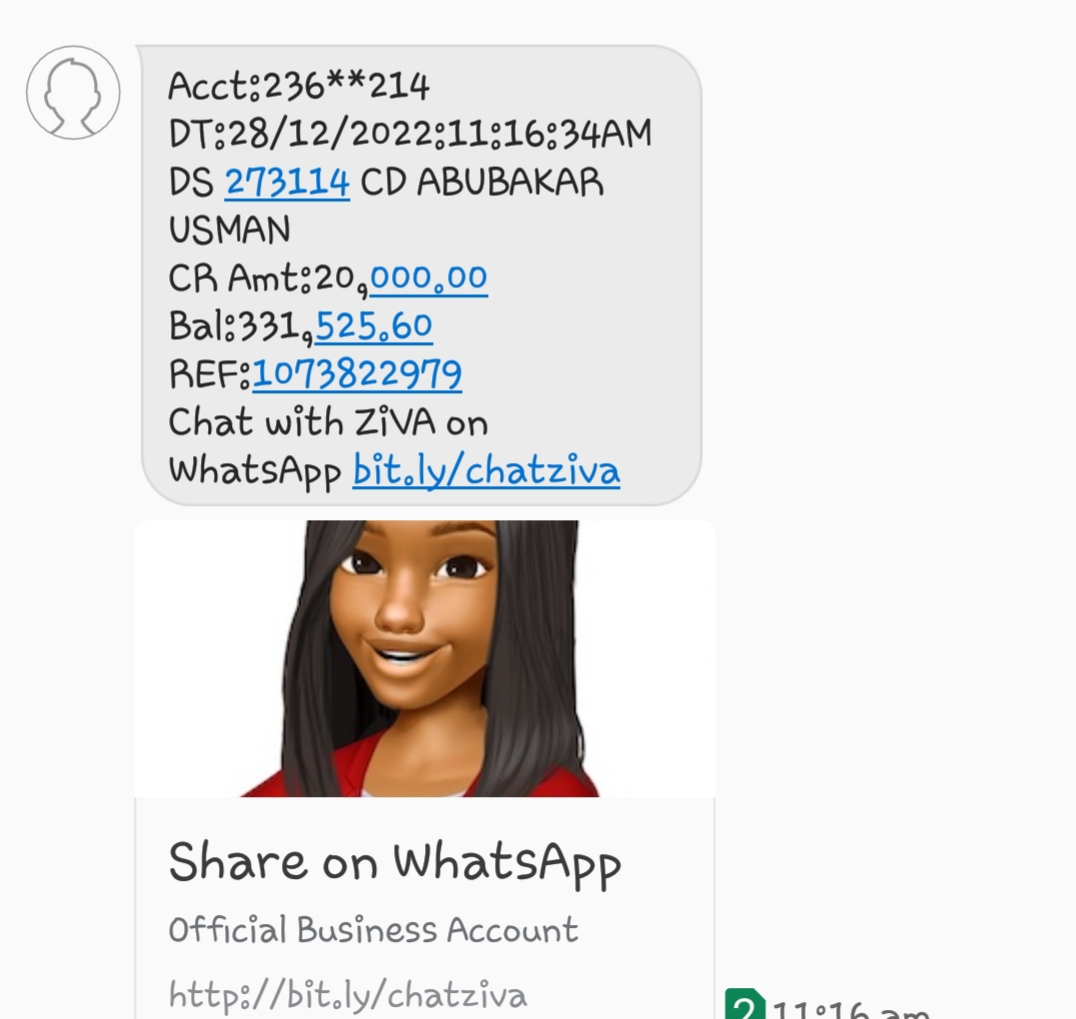 Acct:236**214
DT:28/12/2022:11:16:34AM
DS 273114 CD ABUBAKAR
USMAN
CR Amt:20,000.00
Bal:331,525.60
REF:1073822979
Chat with ZiVA on
WhatsApp bit.ly/chatziva
Share on WhatsApp
Official Business Account
http://bit.ly/chatziva
2 11:16 am